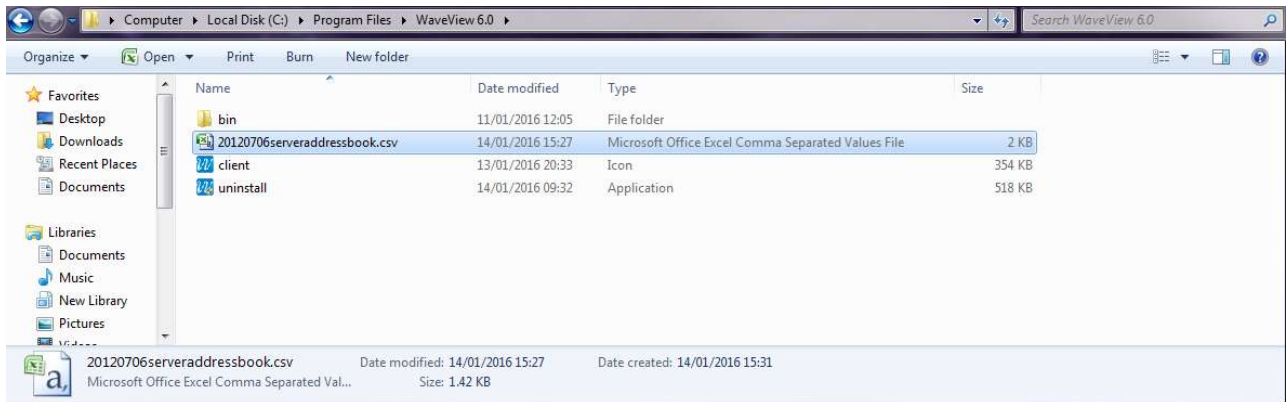 Computer Local Disk (C:) Program Files WaveView 6.0 Search WaveView 6.0
Organize Open Print Burn New folder
Favorites
Desktop
Downloads
Recent Places
Documents
Libraries
Documents
Music
New Library
Pictures
Videos
Name Date modified Type Size
bin 11/01/2016 12:05 File folder
20120706serveraddressbook.csv 14/01/2016 15:27 Microsoft Office Excel Comma Separated Values File 2 KB
client 13/01/2016 20:33 Icon 354 KB
uninstall 14/01/2016 09:32 Application 518 KB
20120706serveraddressbook.csv Date modified: 14/01/2016 15:27 Date created: 14/01/2016 15:31
Microsoft Office Excel Comma Separated Val... Size: 1.42 KB